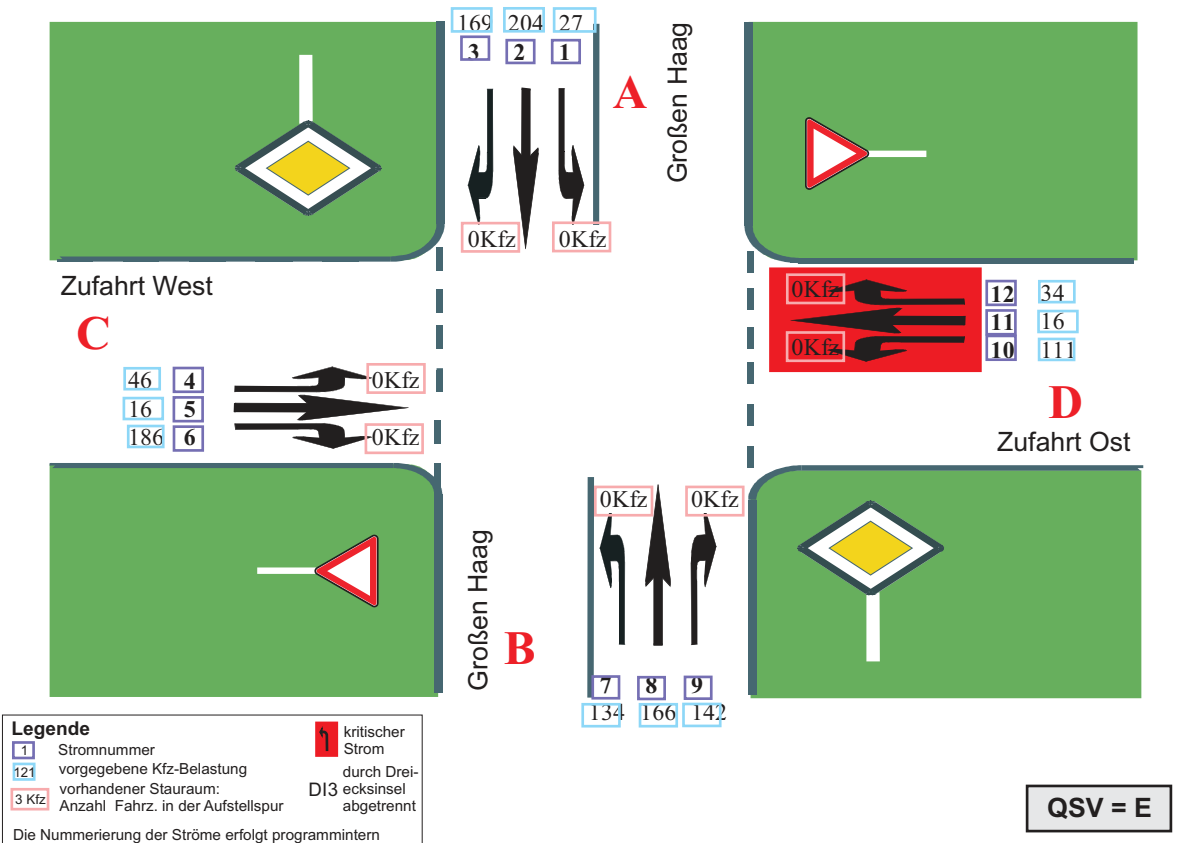 169 204 27
3 2 1
A
Großen Haag
0Kfz 0Kfz
Zufahrt West
C
0Kfz 12 34
11 16
0Kfz 10 111
46 4 0Kfz
16 5
186 6 0Kfz
D
Zufahrt Ost
0Kfz 0Kfz
Großen Haag
B
7 8 9
134 166 142
Legende
1 Stromnummer
121 vorgegebene Kfz-Belastung
3 Kfz vorhandener Stauraum:
Anzahl Fahrz. in der Aufstellspur
kritischer
Strom
DI3 durch Drei-
ecksinsel
abgetrennt
Die Nummerierung der Ströme erfolgt programmintern
QSV = E